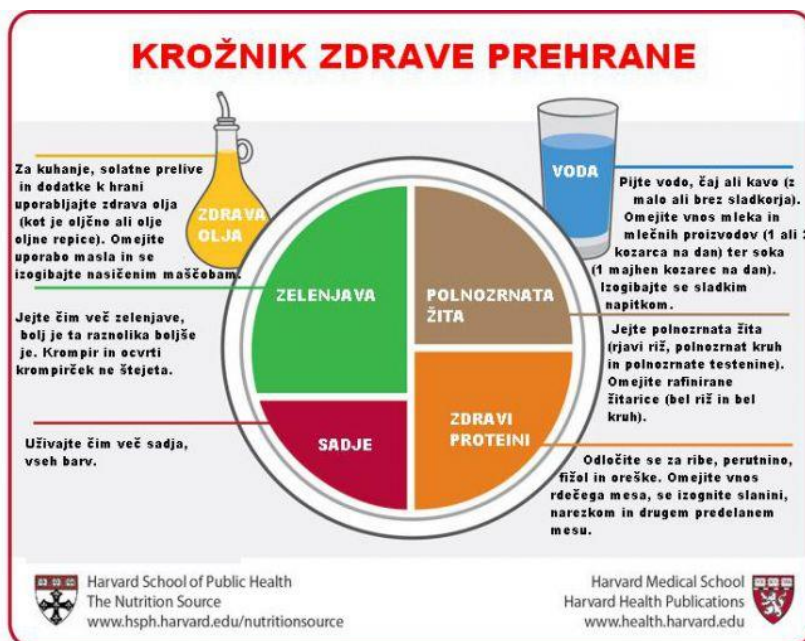 KROŽNIK ZDRAVE PREHRANE
Za kuhanje, solatne prelive
in dodatke k hrani
uporabljajte zdrava olja
(kot je oljčno ali olje
oljne repice). Omejite
uporabo masla in se
izogibajte nasičenim maščobam.
ZDRAVA
OLJA
Jejte čim več zelenjave,
bolj je ta raznolika boljše
je. Krompir in ocvrti
krompirček ne štejeta.
Uživajte čim več sadja,
vseh barv.
ZELENJAVA
POLNOZRNATA
ŽITA
SADJE
ZDRAVI
PROTEINI
VODA
Pijte vodo, čaj ali kavo (z
malo ali brez sladkorja).
Omejite vnos mleka in
mlečnih proizvodov (1 ali
kozarca na dan) ter soka
(1 majhen kozarec na dan).
Izogibajte se sladkim
napitkom.
Jejte polnozrnata žita
(rjavi riž, polnozrnat kruh
in polnozrnate testenine).
Omejite rafinirane
žitarice (bel riž in bel
kruh).
Odločite se za ribe, perutnino,
fižol in oreške. Omejite vnos
rdečega mesa, se izognite slanini,
narezkom in drugem predelanem
mesu.
Harvard School of Public Health
The Nutrition Source
www.hsph.harvard.edu/nutritionsource
Harvard Medical School
Harvard Health Publications
www.health.harvard.edu